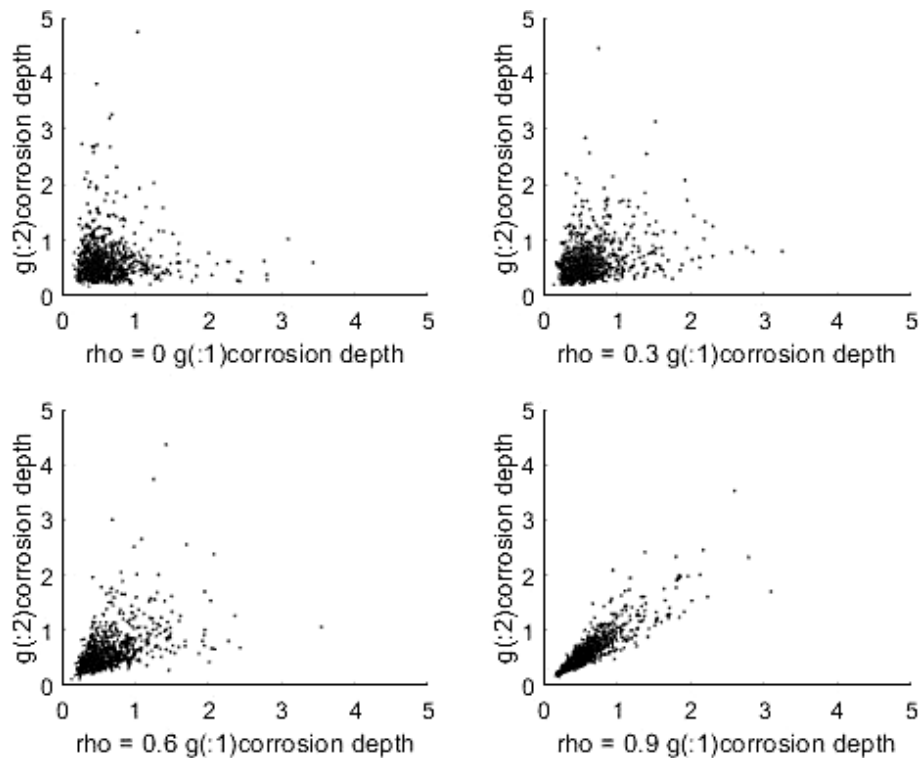 5
4
3
2
1
0
g(:2)corrosion depth
0 1 2 3 4 5
rho = 0 g(:1)corrosion depth
5
4
3
2
1
0
g(:2)corrosion depth
0 1 2 3 4 5
rho = 0.3 g(:1)corrosion depth
5
4
3
2
1
0
g(:2)corrosion depth
0 1 2 3 4 5
rho = 0.6 g(:1)corrosion depth
5
4
3
2
1
0
g(:2)corrosion depth
0 1 2 3 4 5
rho = 0.9 g(:1)corrosion depth